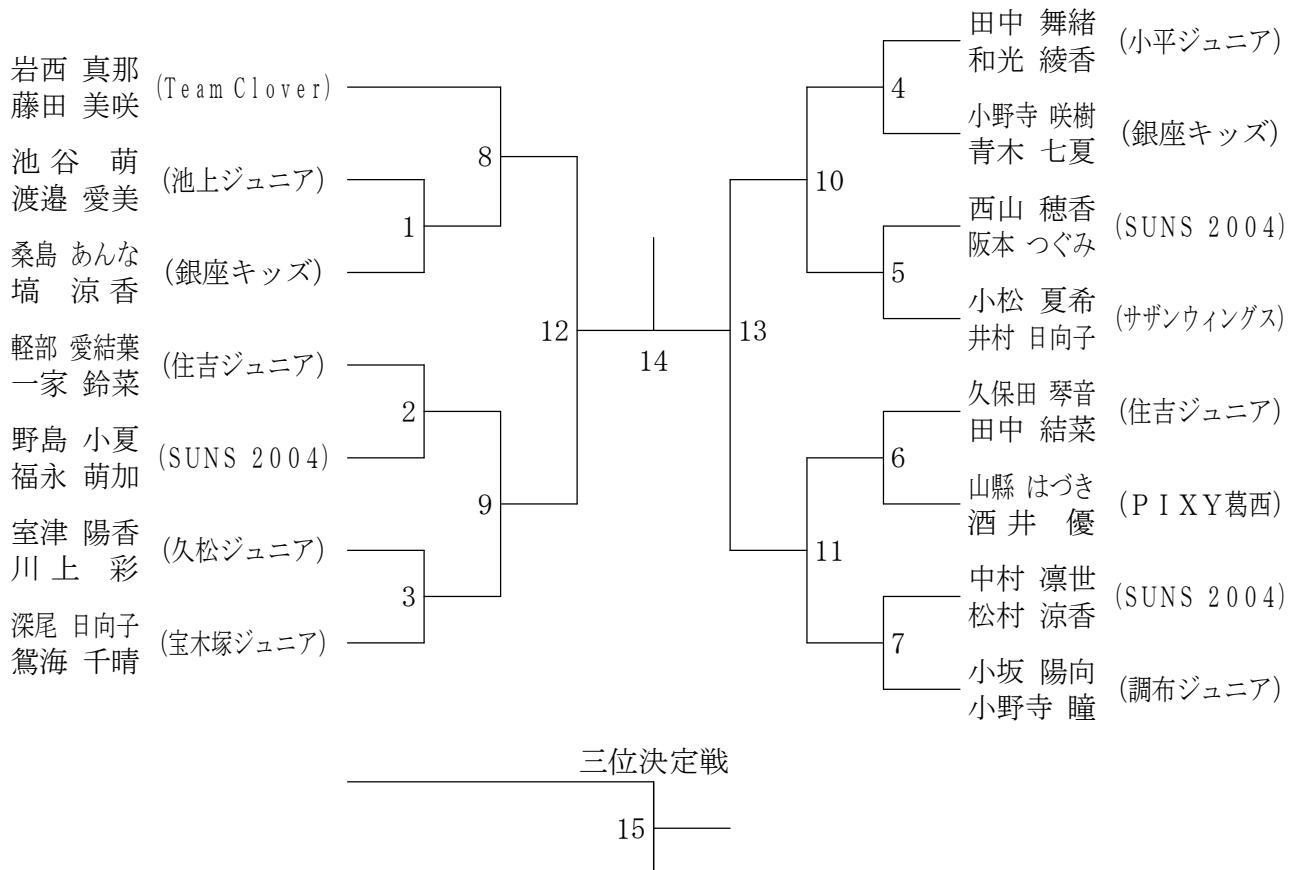 岩西 真那
藤田 美咲
(Team Clover)
池谷 萌
渡邉 愛美
(池上ジュニア)
桑島 あんな
塙 涼香
(銀座キッズ)
軽部 愛結葉
一家 鈴菜
(住吉ジュニア)
野島 小夏
福永 萌加
(SUNS 2004)
室津 陽香
川上 彩
(久松ジュニア)
深尾 日向子
鴛海 千晴
(宝木塚ジュニア)
1
2
3
8
9
12
14
13
10
11
4
5
6
7
田中 舞緒
和光 綾香
(小平ジュニア)
小野寺 咲樹
青木 七夏
(銀座キッズ)
西山 穂香
阪本 つぐみ
(SUNS 2004)
小松 夏希
井村 日向子
(サザンウィングス)
久保田 琴音
田中 結菜
(住吉ジュニア)
山縣 はづき
酒井 優
(ＰＩＸＹ葛西)
中村 凛世
松村 涼香
(SUNS 2004)
小坂 陽向
小野寺 瞳
(調布ジュニア)
三位決定戦
15